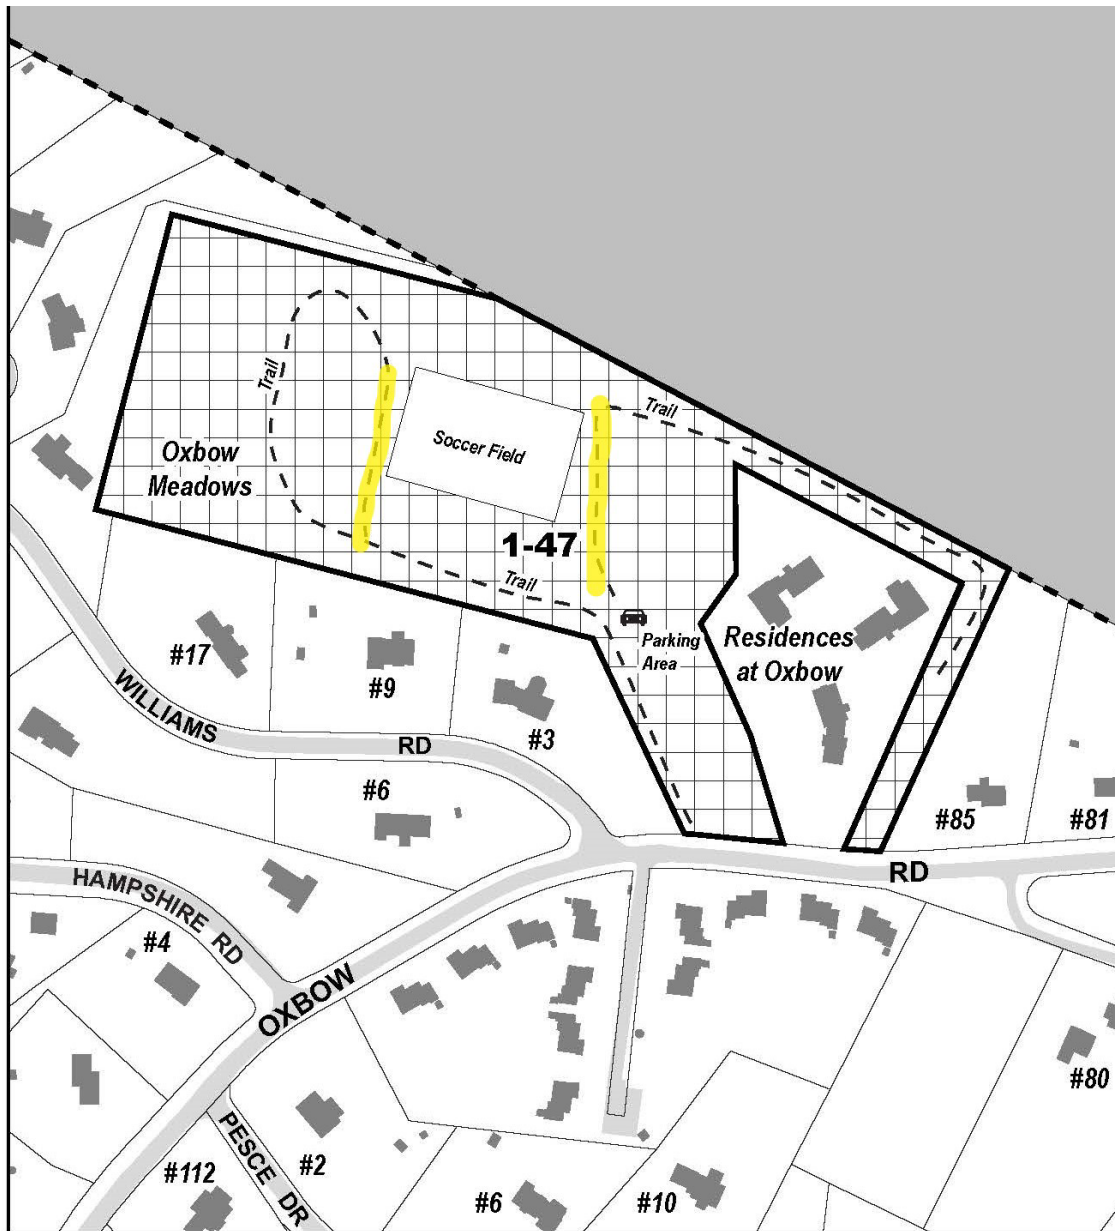 Trail
Trail
Soccer Field
Oxbow
Meadows
1-47
Trail
Parking
Area
Residences
at Oxbow
#17
#9
#3
WILLIAMS
RD
#6
#85
#81
RD
HAMPSHIRE RD
#4
OXBOW
#80
PESCE DR
#2
#112
#6
#10